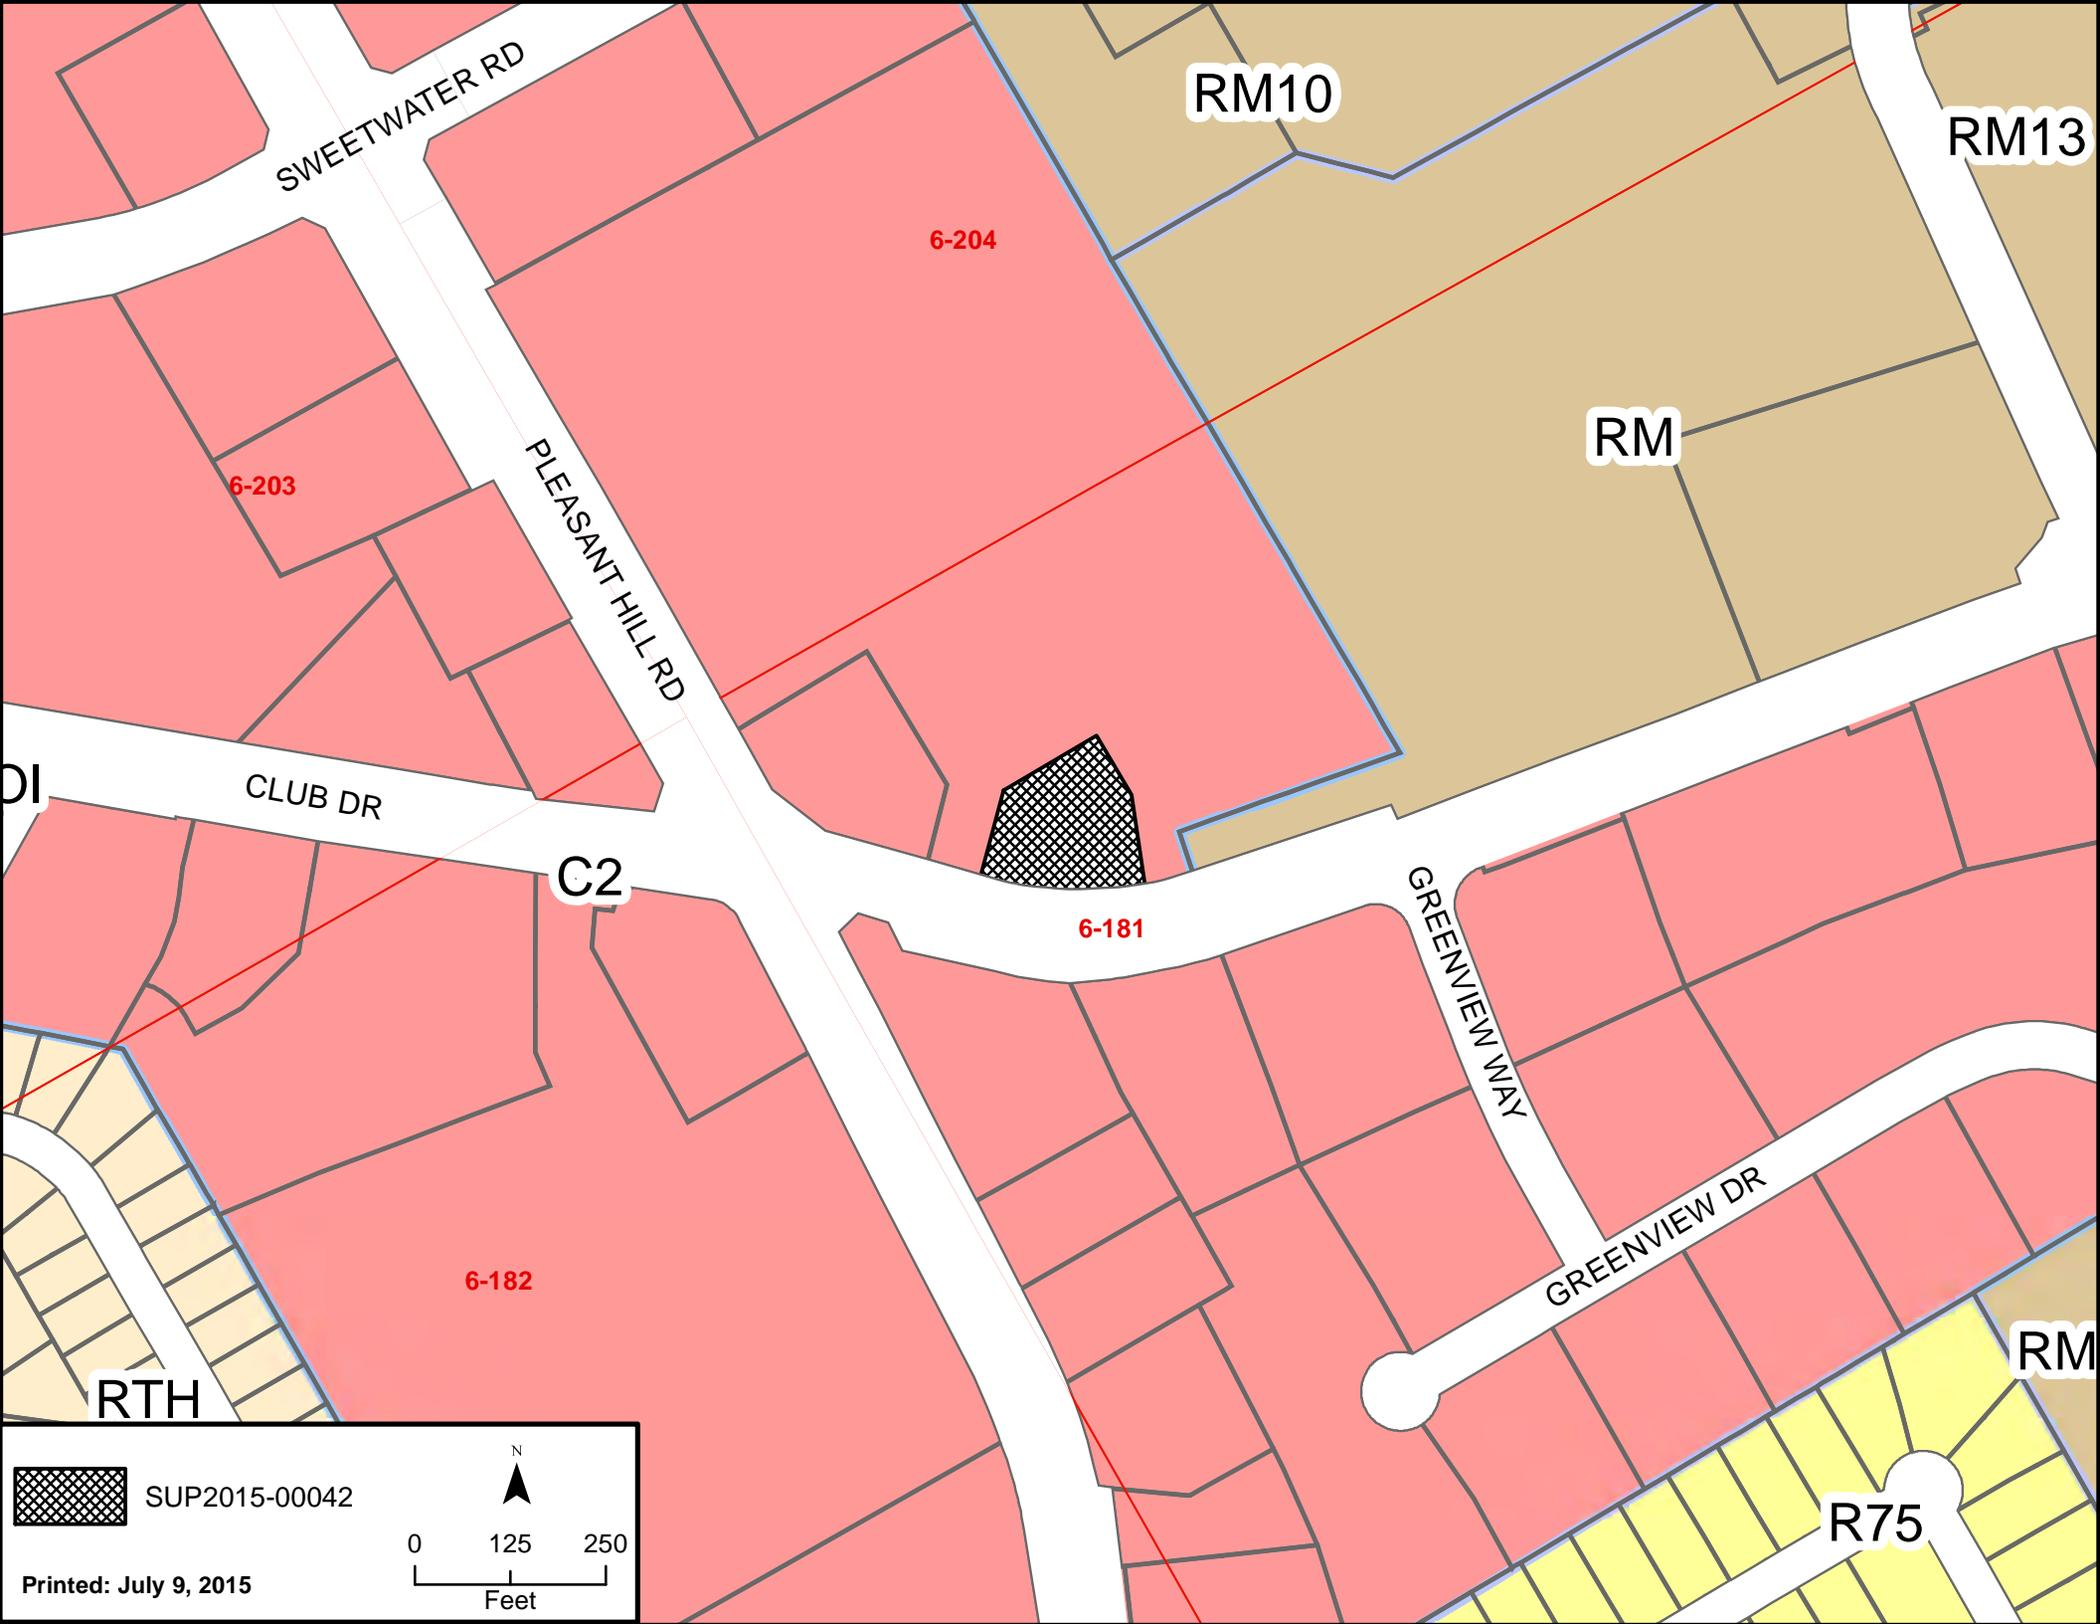 SWEETWATER RD
RM10
RM13
6-204
RM
6-203
PLEASANT HILL RD
OI
CLUB DR
C2
6-181
GREENVIEW WAY
GREENVIEW DR
6-182
RM
RTH
R75
SUP2015-00042
N
0 125 250
Feet
Printed: July 9, 2015